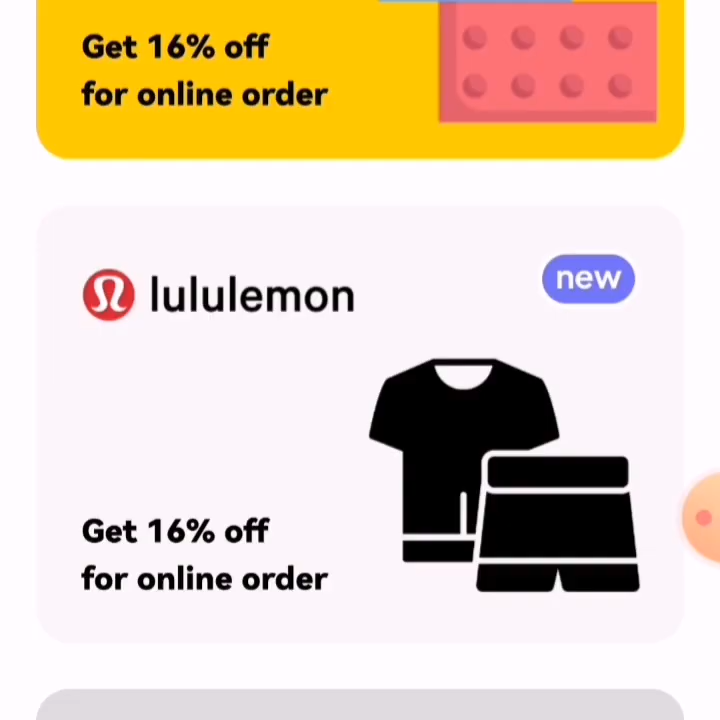 Get 16% off
for online order
lululemon
new
Get 16% off
for online order